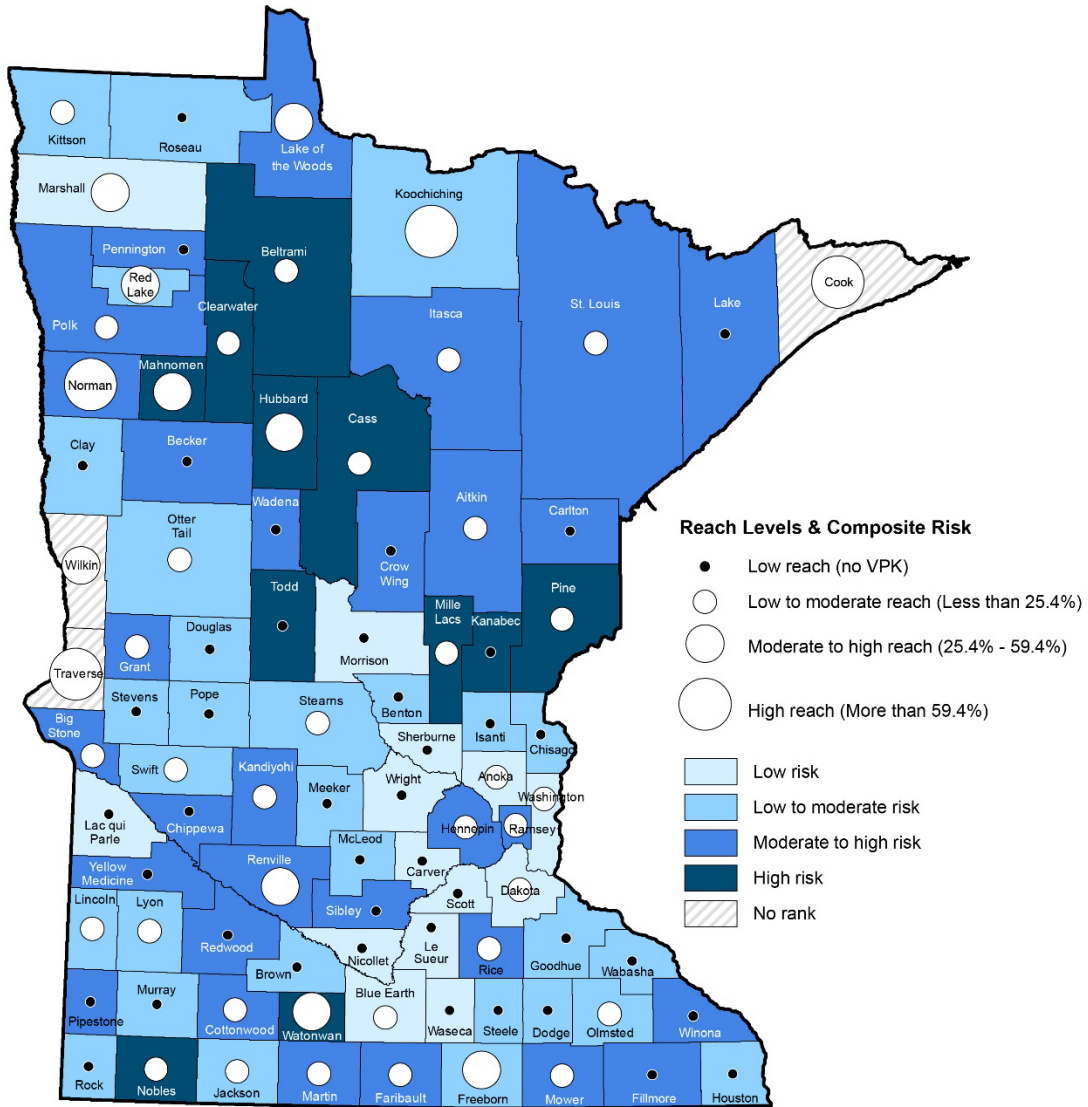 Kittson
Roseau
Lake of
the Woods
Marshall
Koochiching
Pennington
Beltrami
Red
Lake
Clearwater
Cook
St. Louis
Lake
Itasca
Polk
Norman
Mahnomen
Hubbard
Cass
Clay
Becker
Wadena
Aitkin
Carlton
Otter
Tail
Crow
Wing
Wilkin
Todd
Pine
Mille
Lacs
Kanabec
Grant
Douglas
Morrison
Traverse
Stevens
Pope
Stearns
Benton
Big
Stone
Isanti
Chisago
Sherburne
Swift
Kandiyohi
Wright
Anoka
Meeker
Washington
Lac qui
Parle
Chippewa
Hennepin
Ramsey
McLeod
Renville
Carver
Yellow
Medicine
Dakota
Lincoln
Lyon
Sibley
Scott
Redwood
Nicollet
Le
Sueur
Rice
Goodhue
Wabasha
Brown
Murray
Blue Earth
Pipestone
Cottonwood
Watonwan
Waseca
Steele
Dodge
Olmsted
Winona
Rock
Nobles
Jackson
Martin
Faribault
Freeborn
Mower
Fillmore
Houston
Reach Levels & Composite Risk
Low reach (no VPK)
Low to moderate reach (Less than 25.4%)
Moderate to high reach (25.4% - 59.4%)
High reach (More than 59.4%)
Low risk
Low to moderate risk
Moderate to high risk
High risk
No rank